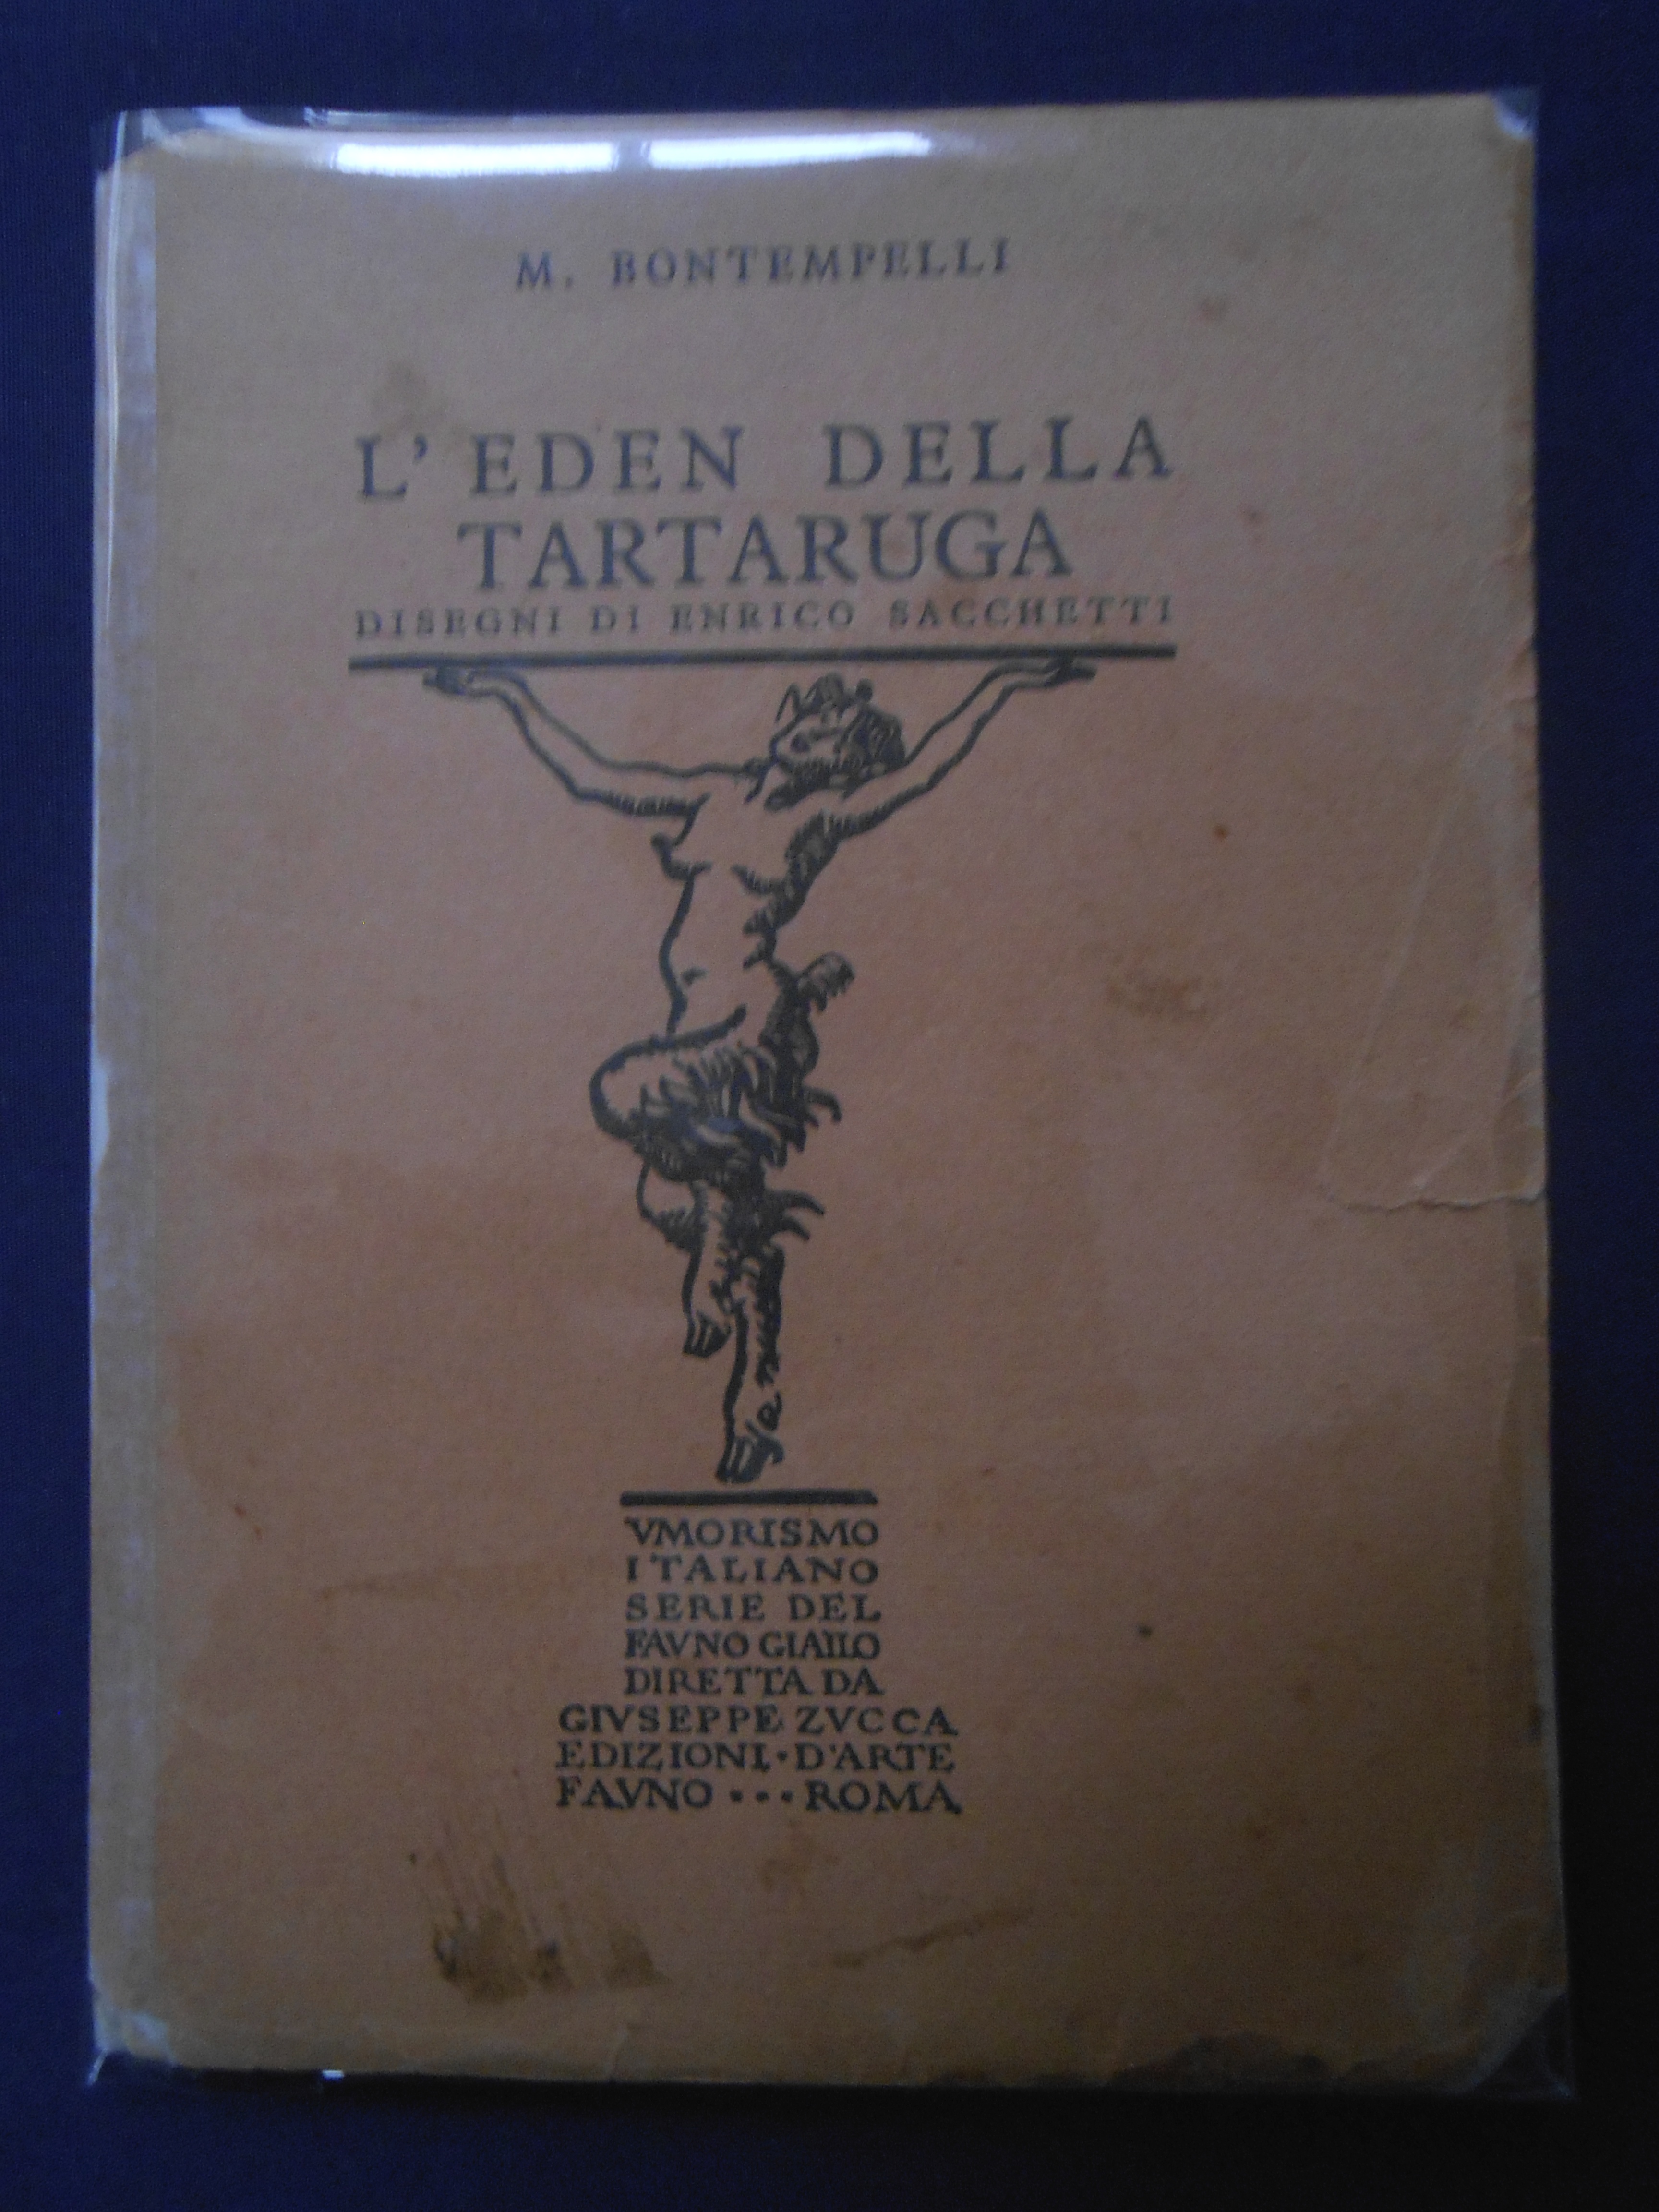 M. BONTEMPELLI
L' EDEN DELLA
TARTARUGA
DISEGNI DI ENRICO SACCHETTI
VMORISMO
ITALIANO
SERIE DEL
FAVNO GIALLO
DIRETTA DA
GIVSEPPE ZVCCA
EDIZIONI•D'ARTE
FAVNO•••ROMA